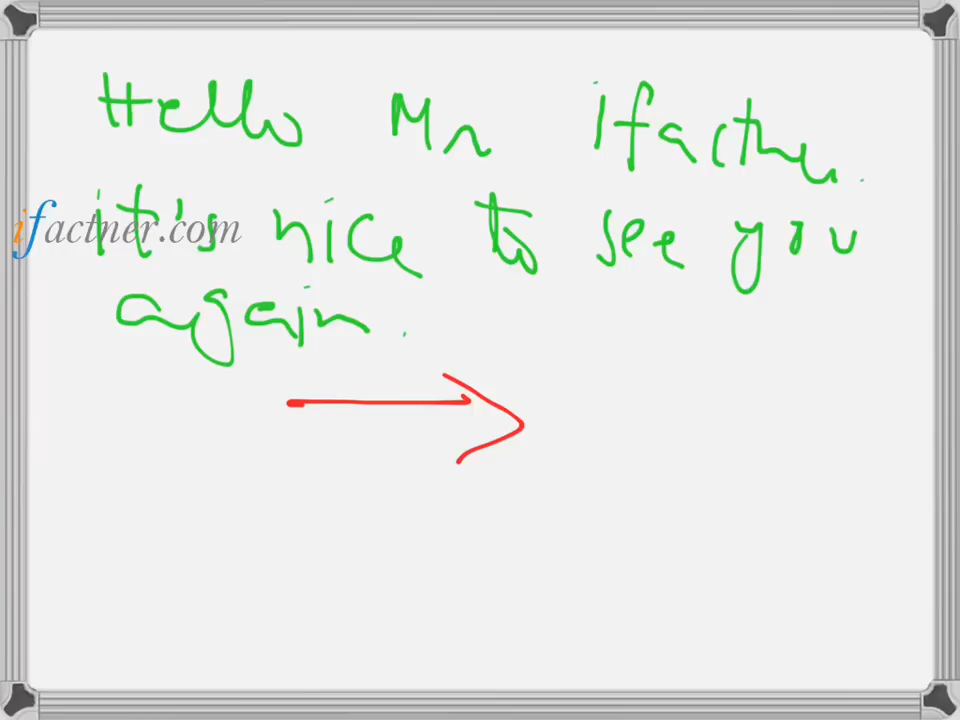 Hello Mr ifactner.
it's nice to see you
ifactner.com
again.